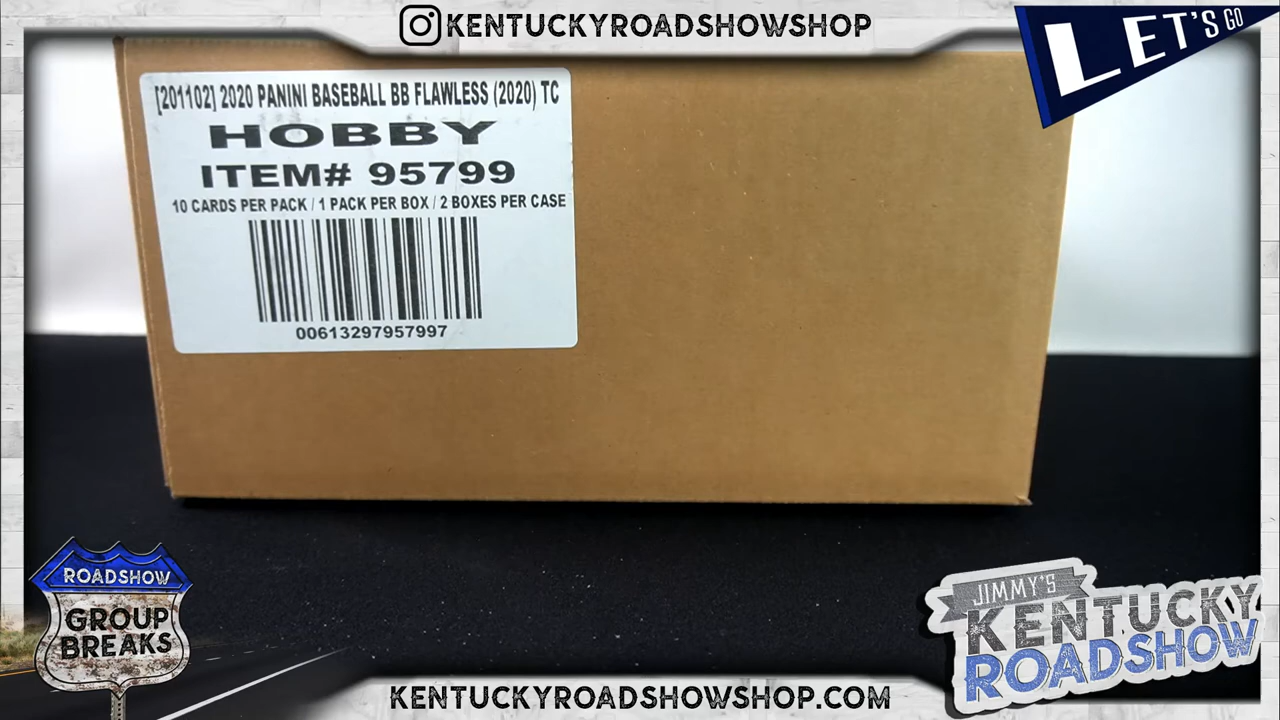 KENTUCKYROADSHOWSHOP
LET'S GO
[201102] 2020 PANINI BASEBALL BB FLAWLESS (2020) TC
HOBBY
ITEM# 95799
10 CARDS PER PACK / 1 PACK PER BOX / 2 BOXES PER CASE
00613297957997
ROADSHOW
GROUP
BREAKS
JIMMY'S
KENTUCKY
ROADSHOW
KENTUCKYROADSHOWSHOP.COM